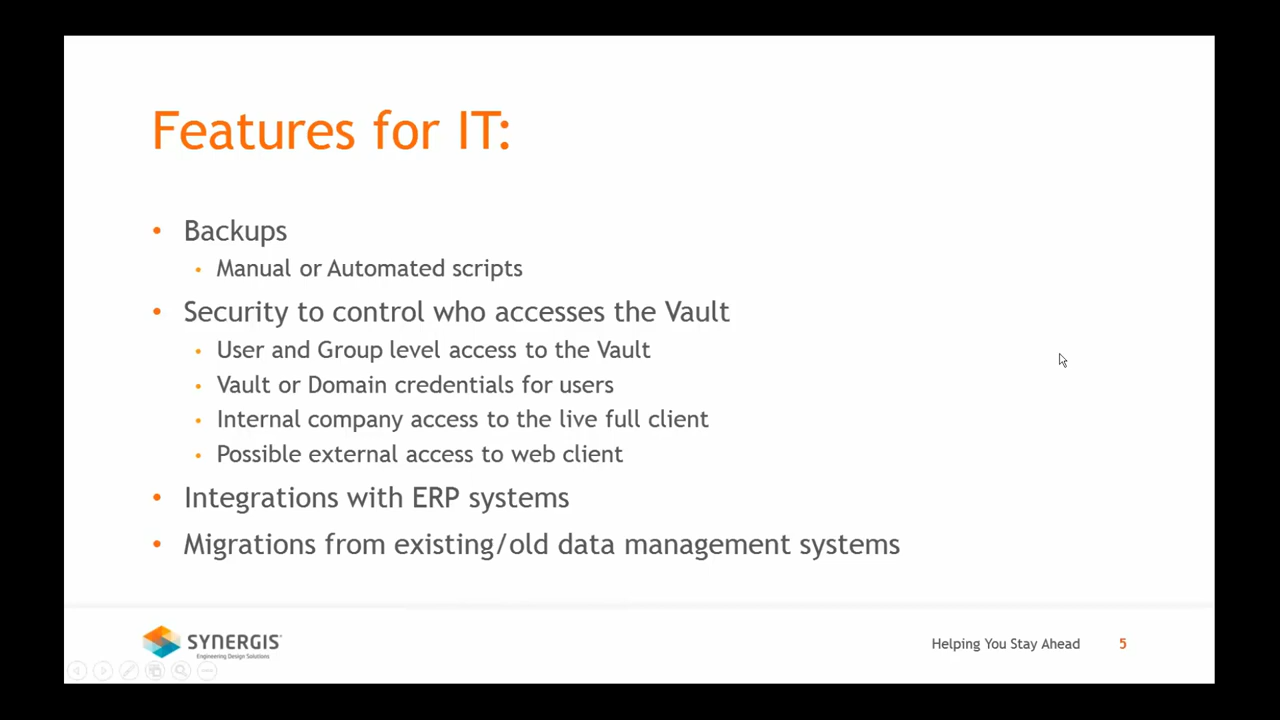 Features for IT:
• Backups
• Manual or Automated scripts
• Security to control who accesses the Vault
• User and Group level access to the Vault
• Vault or Domain credentials for users
• Internal company access to the live full client
• Possible external access to web client
• Integrations with ERP systems
• Migrations from existing/old data management systems
SYNERGIS
Engineering Design Solutions
Helping You Stay Ahead 5